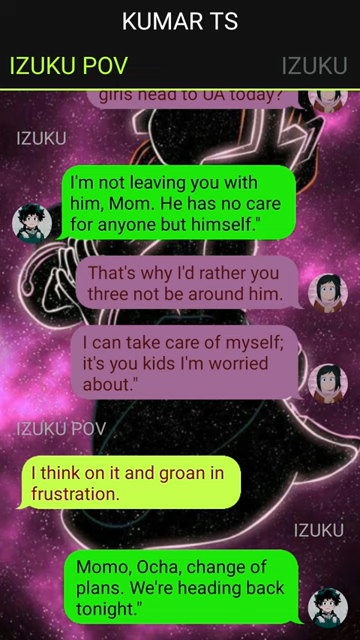 KUMAR TS
IZUKU POV
IZUKU
girls head to UA today?
IZUKU
I'm not leaving you with
him, Mom. He has no care
for anyone but himself."
That's why I'd rather you
three not be around him.
I can take care of myself;
it's you kids I'm worried
about."
IZUKU POV
I think on it and groan in
frustration.
IZUKU
Momo, Ocha, change of
plans. We're heading back
tonight."